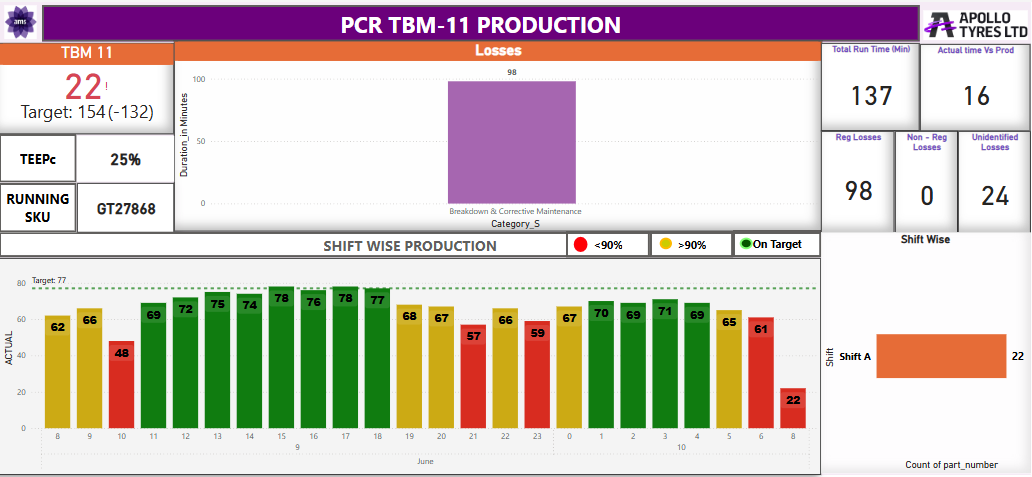 ams
PCR TBM-11 PRODUCTION
APOLLO
TYRES LTD
TBM 11
22!
Target: 154 (-132)
TEEPc
25%
RUNNING
SKU
GT27868
Losses
Duration_in Minutes
100
50
0
98
Breakdown & Corrective Maintenance
Category_S
Total Run Time (Min)
137
Actual time Vs Prod
16
Reg Losses
98
Non - Reg
Losses
0
Unidentified
Losses
24
SHIFT WISE PRODUCTION
<90%
>90%
On Target
Target: 77
ACTUAL
80
60
40
20
0
62 66 48 69 72 75 74 78 76 78 77 68 67 57 66 59 67 70 69 71 69 65 61 22
8 9 10 11 12 13 14 15 16 17 18 19 20 21 22 23 0 1 2 3 4 5 6 8
9 10
June
Shift Wise
Shift
Shift A
22
Count of part_number